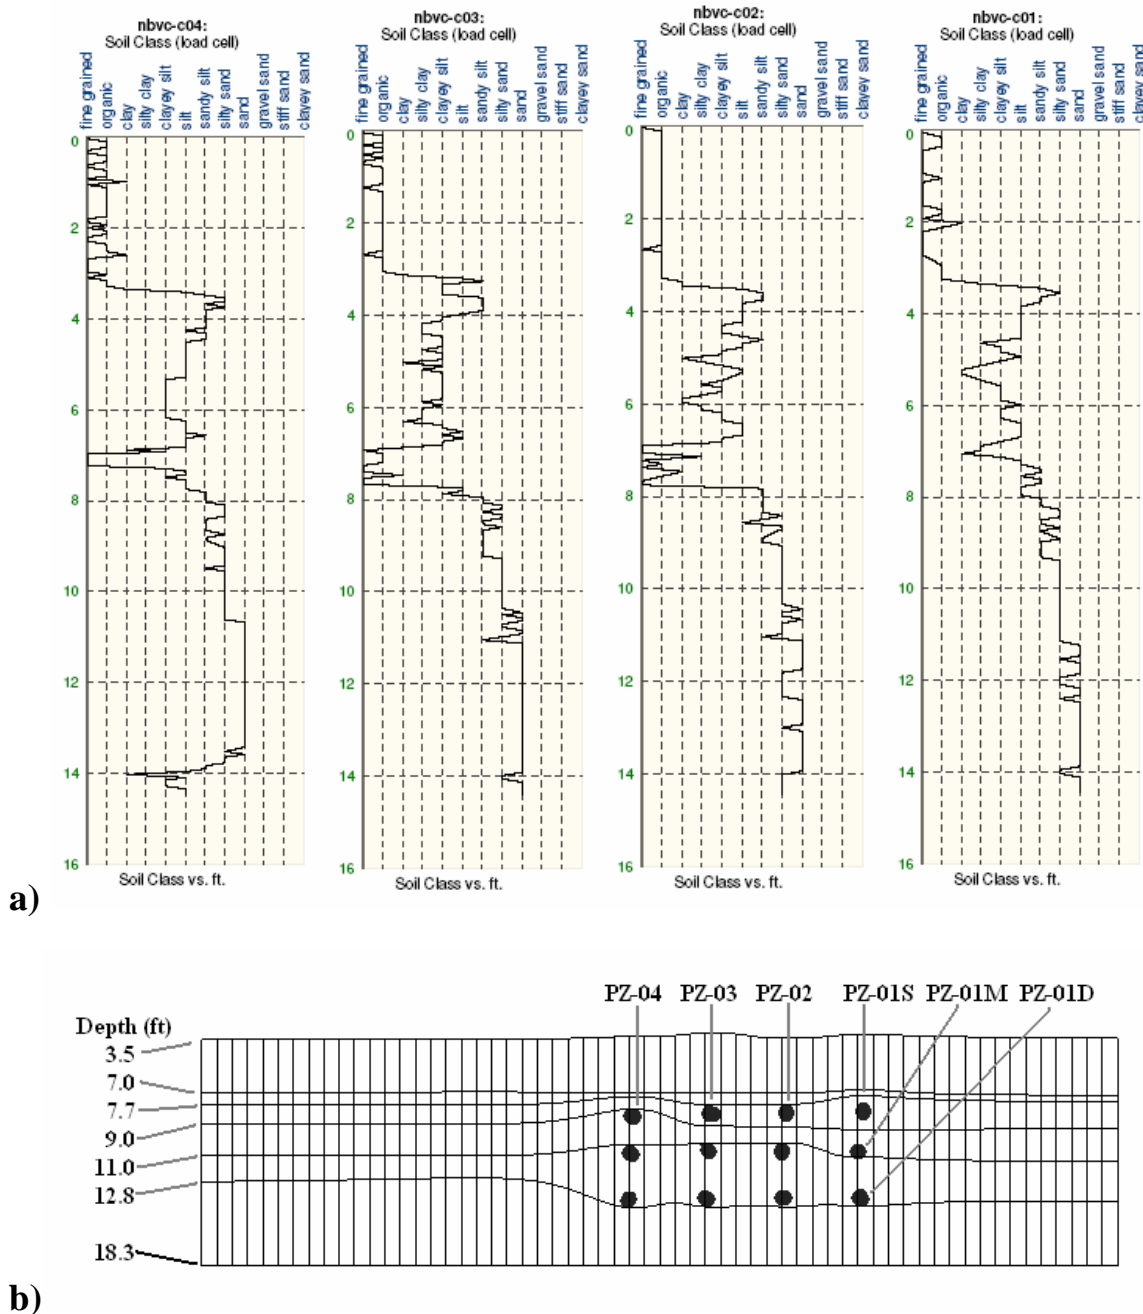 nbvc-c04:
Soil Class (load cell)
fine grained
organic
clay
silty clay
clayey silt
silt
sandy silt
silty sand
sand
gravel sand
stiff sand
clayey sand
0
2
4
6
8
10
12
14
16
Soil Class vs. ft.
nbvc-c03:
Soil Class (load cell)
fine grained
organic
clay
silty clay
clayey silt
silt
sandy silt
silty sand
sand
gravel sand
stiff sand
clayey sand
0
2
4
6
8
10
12
14
16
Soil Class vs. ft.
nbvc-c02:
Soil Class (load cell)
fine grained
organic
clay
silty clay
clayey silt
silt
sandy silt
silty sand
sand
gravel sand
stiff sand
clayey sand
0
2
4
6
8
10
12
14
16
Soil Class vs. ft.
nbvc-c01:
Soil Class (load cell)
fine grained
organic
clay
silty clay
clayey silt
silt
sandy silt
silty sand
sand
gravel sand
stiff sand
clayey sand
0
2
4
6
8
10
12
14
16
Soil Class vs. ft.
a)
PZ-04 PZ-03 PZ-02 PZ-01S PZ-01M PZ-01D
Depth (ft)
3.5
7.0
7.7
9.0
11.0
12.8
18.3
b)